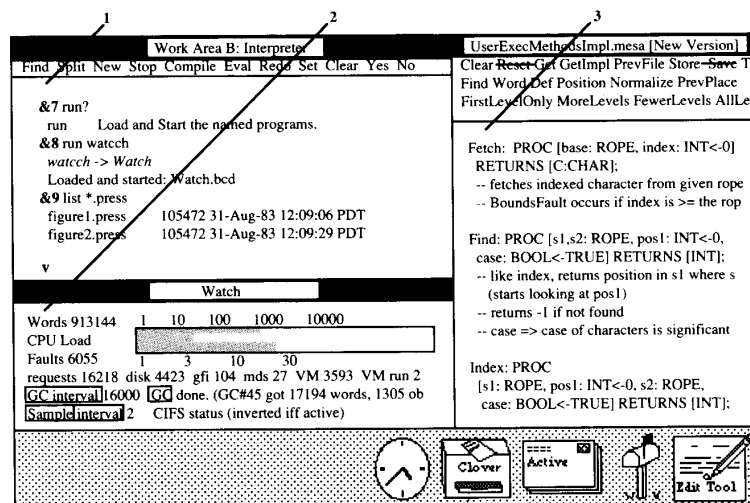 1
2
3
Work Area B: Interpreter
Find Split New Stop Compile Eval Redo Set Clear Yes No
&7 run?
run Load and Start the named programs.
&8 run watcch
watcch -> Watch
Loaded and started: Watch.bcd
&9 list *.press
figure1.press 105472 31-Aug-83 12:09:06 PDT
figure2.press 105472 31-Aug-83 12:09:29 PDT
v
Watch
Words 913144 1 10 100 1000 10000
CPU Load
Faults 6055 1 3 10 30
requests 16218 disk 4423 gfi 104 mds 27 VM 3593 VM run 2
GC interval 16000 GC done. (GC#45 got 17194 words, 1305 ob
Sample interval 2 CIFS status (inverted iff active)
UserExecMethodsImpl.mesa [New Version]
Clear Reset Get GetImpl PrevFile Store Save T
Find Word Def Position Normalize PrevPlace
FirstLevelOnly MoreLevels FewerLevels AllLe
Fetch: PROC [base: ROPE, index: INT<-0]
RETURNS [C:CHAR];
-- fetches indexed character from given rope
-- BoundsFault occurs if index is >= the rop
Find: PROC [s1,s2: ROPE, pos1: INT<-0,
case: BOOL<-TRUE] RETURNS [INT];
-- like index, returns position in s1 where s
(starts looking at pos1)
-- returns -1 if not found
-- case => case of characters is significant
Index: PROC
[s1: ROPE, pos1: INT<-0, s2: ROPE,
case: BOOL<-TRUE] RETURNS [INT];
Clover
Active
Edit Tool